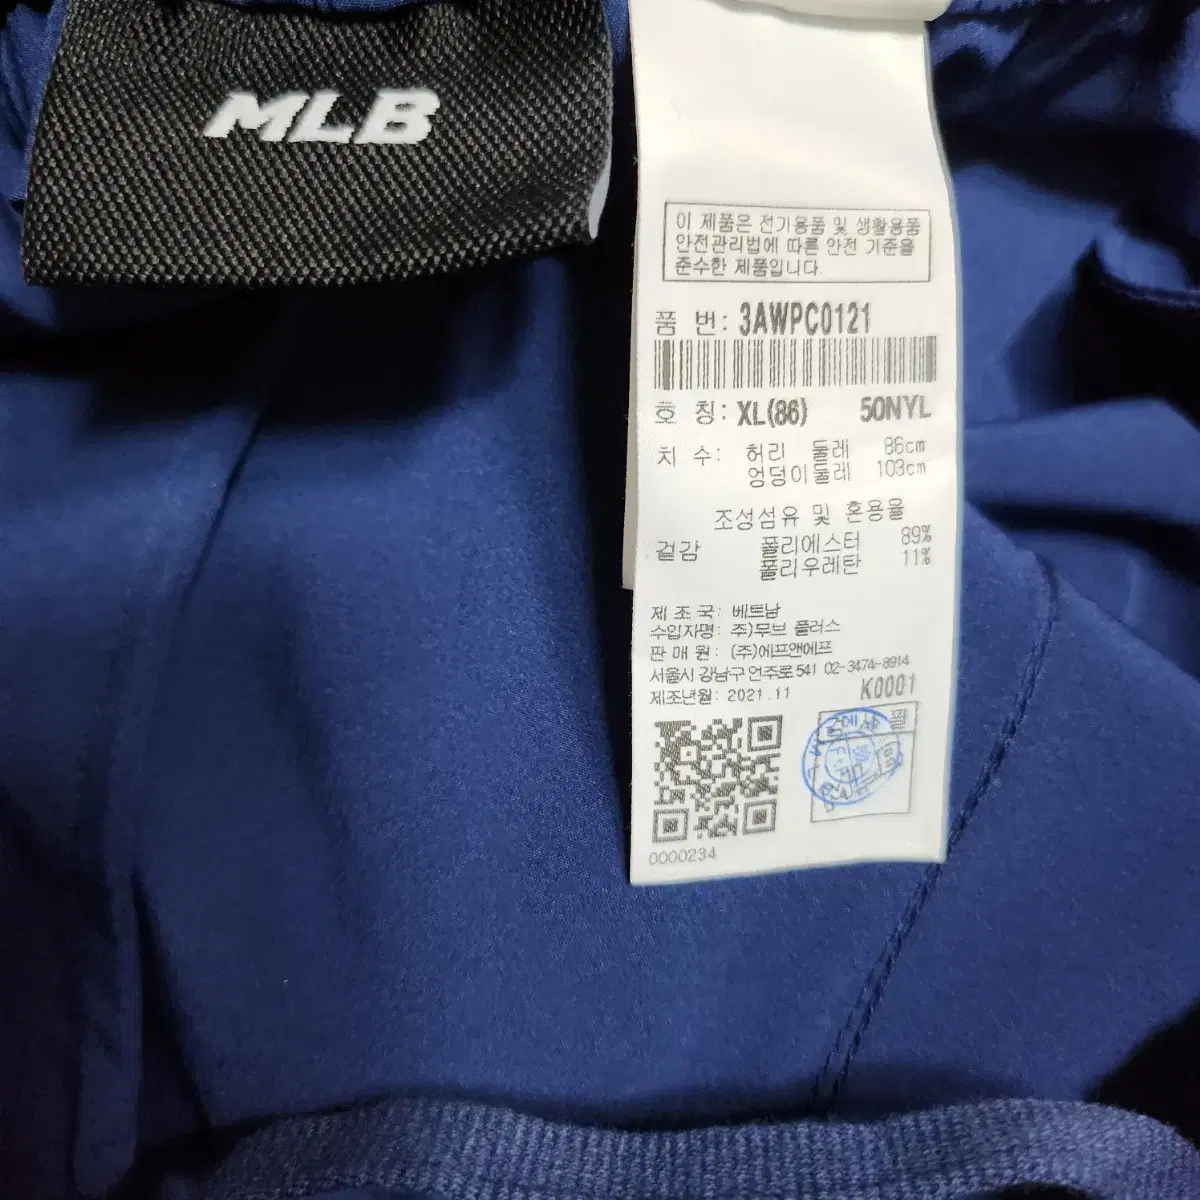 MLB
이 제품은 전기용품 및 생활용품
안전관리법에 따른 안전 기준을
준수한 제품입니다.
품 번: 3AWPC0121
호 칭: XL(86) 50NYL
치 수: 허리 둘레 86cm
엉덩이둘레 103cm
조성섬유 및 혼용율
겉감 폴리에스터 89%
폴리우레탄 11%
제 조 국: 베트남
수입자명: 주)무브 플러스
판 매 원: (주)에프앤에프
서울시 강남구 언주로 541 02-3474-8914
제조년월: 2021.11 K0001
0000234